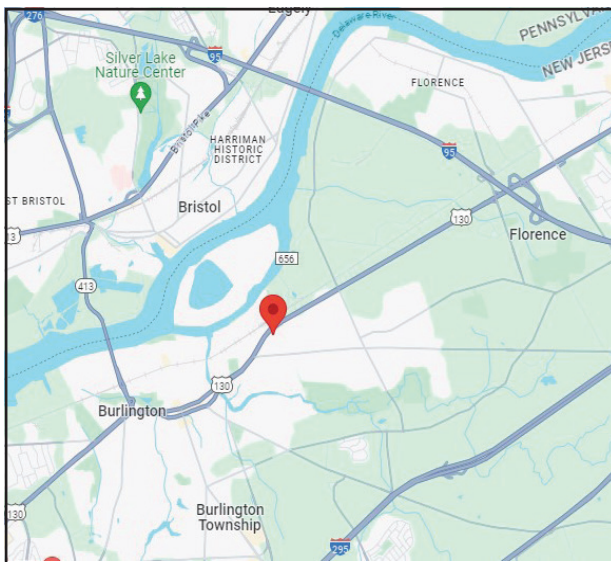 276
Edgely
Delaware River
PENNSYLVA
NEW JERS
95
Silver Lake
Nature Center
FLORENCE
Bristol Pike
HARRIMAN
HISTORIC
DISTRICT
95
ST BRISTOL
Bristol
130
Florence
13
656
413
130
Burlington
130
Burlington
Township
295